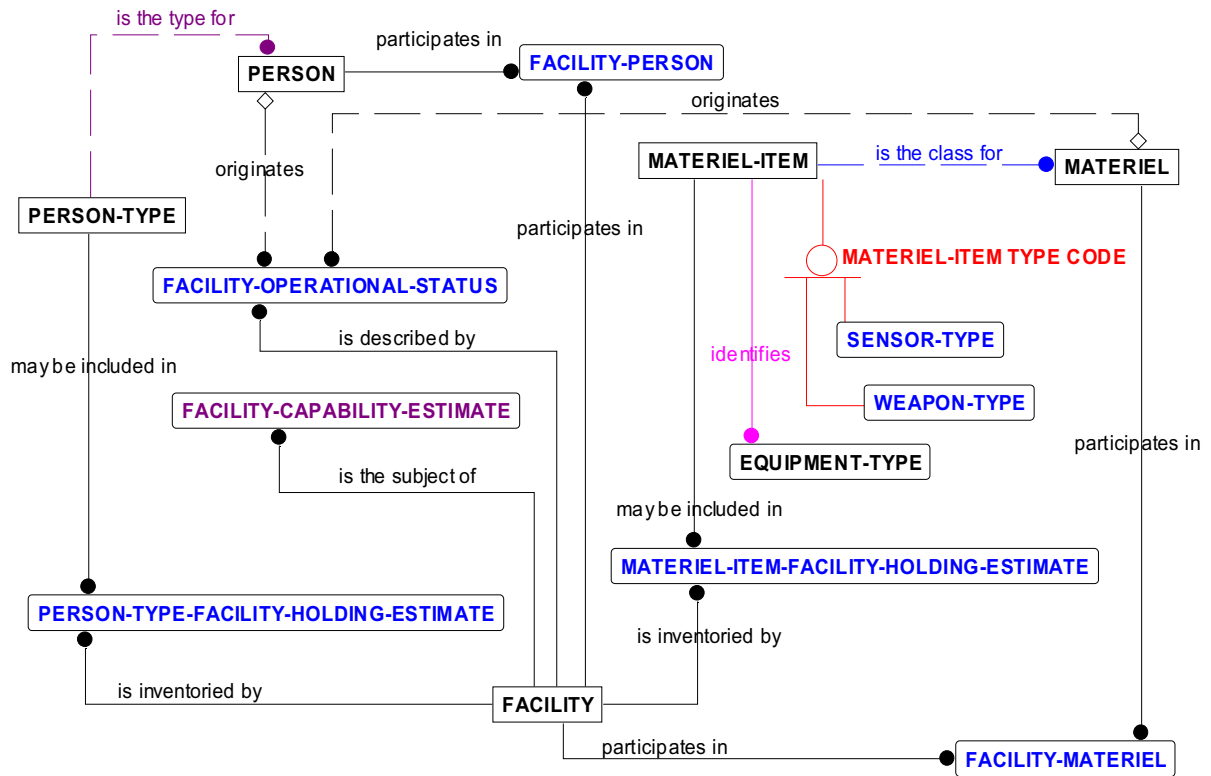 is the type for
participates in
FACILITY-PERSON
PERSON
originates
originates
MATERIEL-ITEM
is the class for
MATERIEL
PERSON-TYPE
participates in
MATERIEL-ITEM TYPE CODE
FACILITY-OPERATIONAL-STATUS
is described by
SENSOR-TYPE
identifies
may be included in
FACILITY-CAPABILITY-ESTIMATE
WEAPON-TYPE
participates in
EQUIPMENT-TYPE
is the subject of
may be included in
MATERIEL-ITEM-FACILITY-HOLDING-ESTIMATE
PERSON-TYPE-FACILITY-HOLDING-ESTIMATE
is inventoried by
is inventoried by
FACILITY
participates in
FACILITY-MATERIEL